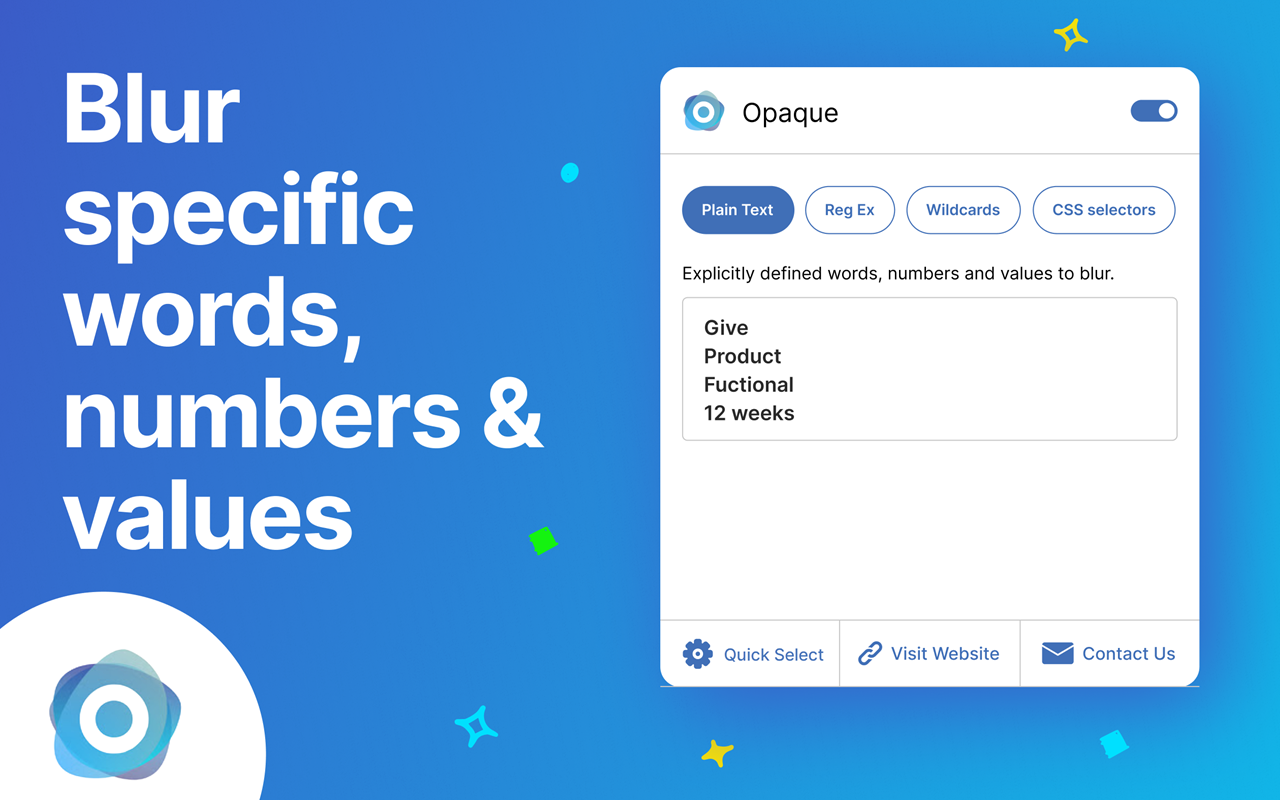 Blur
specific
words,
numbers &
values
Opaque
Plain Text
Reg Ex
Wildcards
CSS selectors
Explicitly defined words, numbers and values to blur.
Give
Product
Fuctional
12 weeks
Quick Select
Visit Website
Contact Us